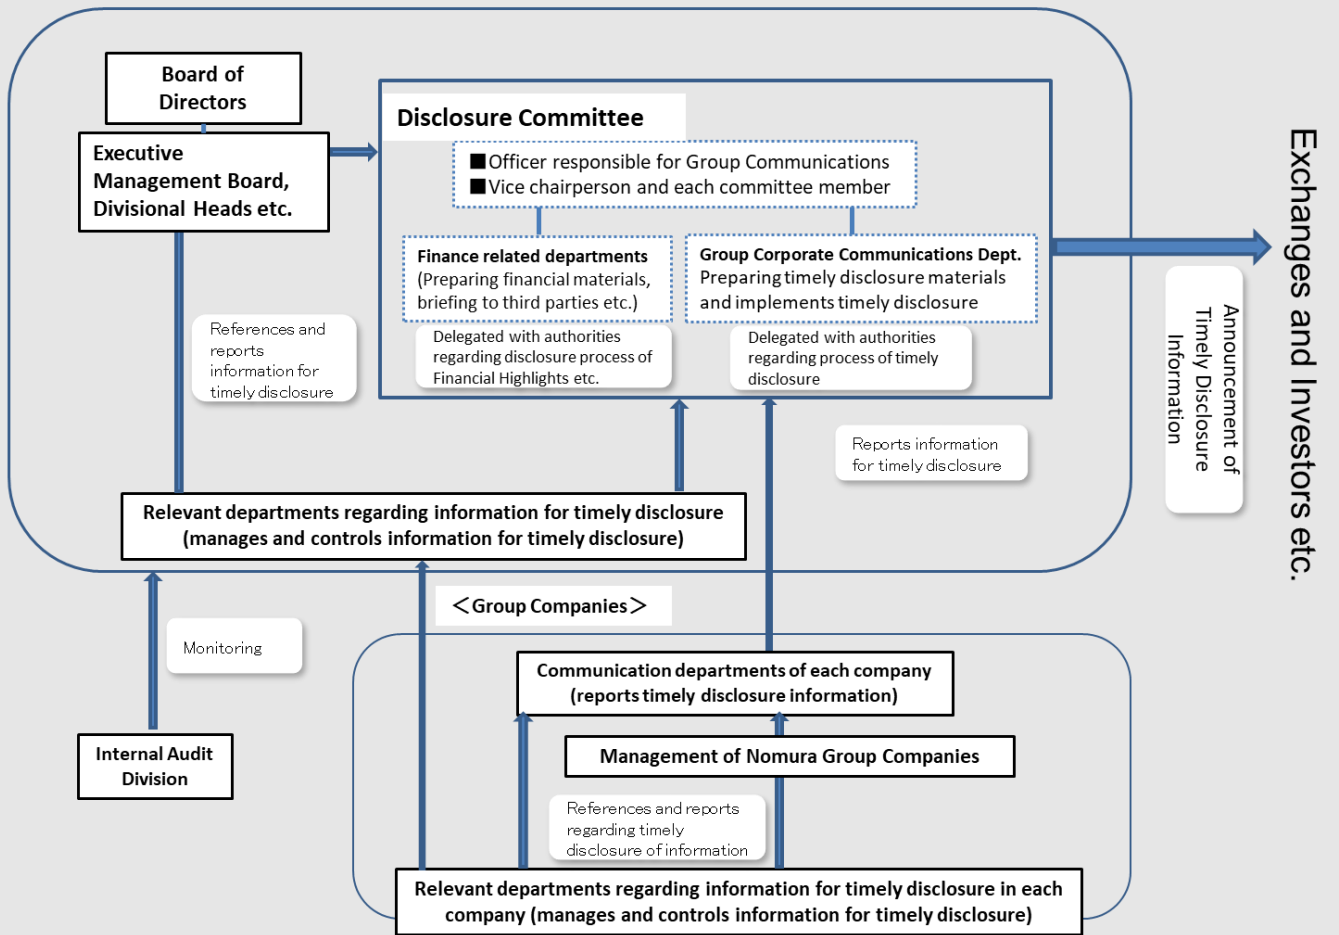 Board of
Directors
Executive
Management Board,
Divisional Heads etc.
Disclosure Committee
■Officer responsible for Group Communications
■Vice chairperson and each committee member
Finance related departments
(Preparing financial materials,
briefing to third parties etc.)
Group Corporate Communications Dept.
Preparing timely disclosure materials
and implements timely disclosure
Delegated with authorities
regarding disclosure process of
Financial Highlights etc.
Delegated with authorities
regarding process of timely
disclosure
References and
reports
information for
timely disclosure
Reports information
for timely disclosure
Announcement of
Timely Disclosure
Information
Exchanges and Investors etc.
Relevant departments regarding information for timely disclosure
(manages and controls information for timely disclosure)
＜Group Companies＞
Monitoring
Internal Audit
Division
Communication departments of each company
(reports timely disclosure information)
Management of Nomura Group Companies
References and reports
regarding timely
disclosure of information
Relevant departments regarding information for timely disclosure in each
company (manages and controls information for timely disclosure)